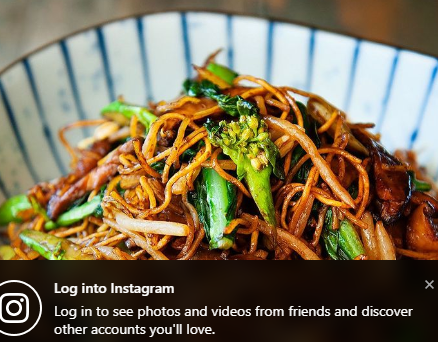 Log into Instagram
Log in to see photos and videos from friends and discover
other accounts you'll love.